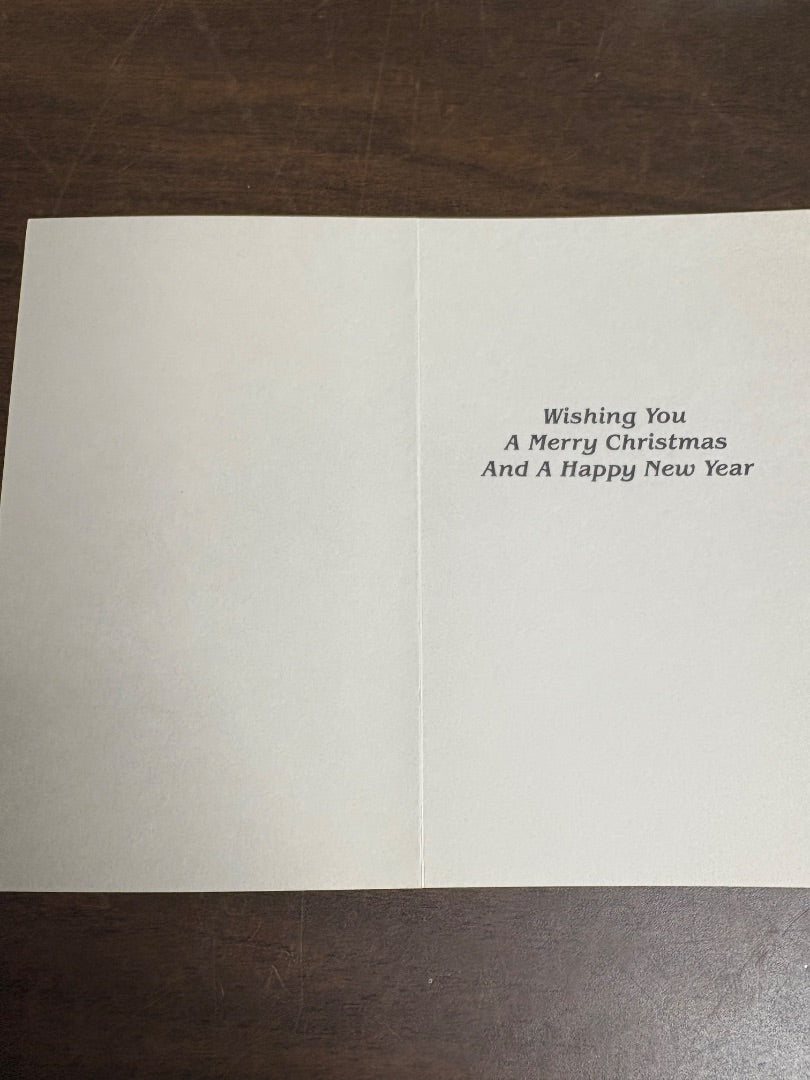 Wishing You
A Merry Christmas
And A Happy New Year